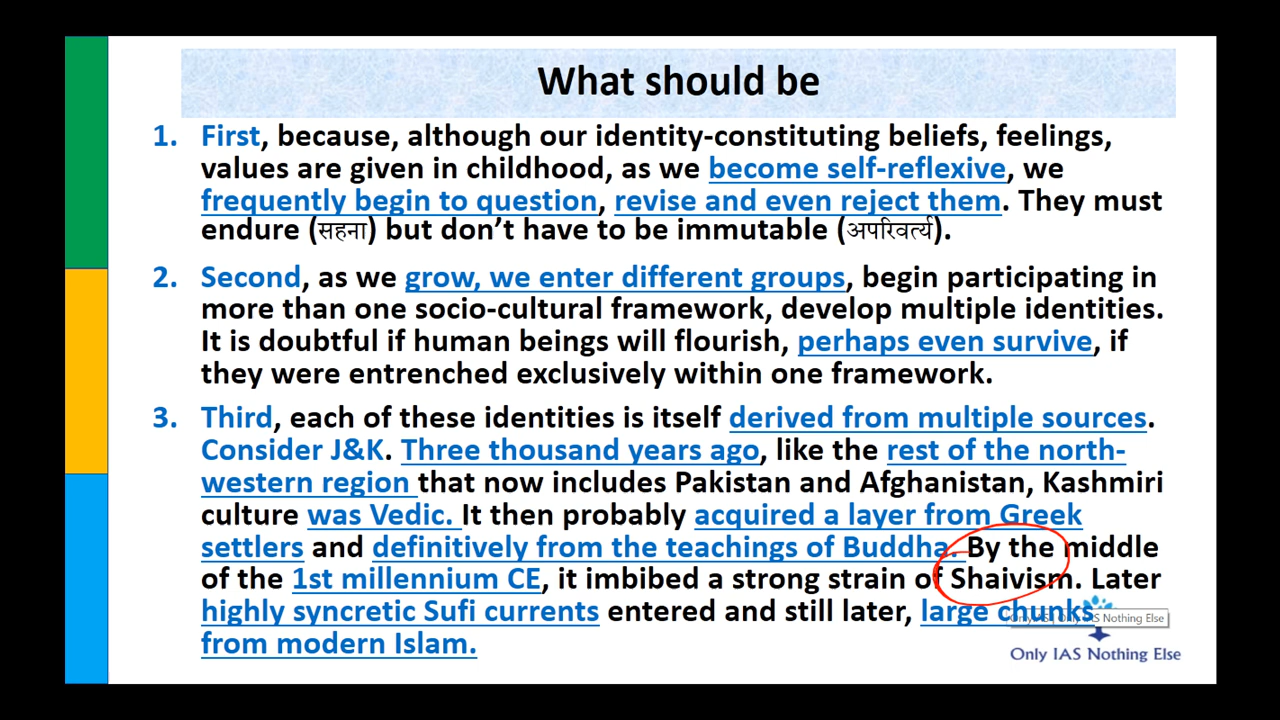 What should be
1. First, because, although our identity-constituting beliefs, feelings,
values are given in childhood, as we become self-reflexive, we
frequently begin to question, revise and even reject them. They must
endure (सहना) but don't have to be immutable (अपरिवर्त्य).
2. Second, as we grow, we enter different groups, begin participating in
more than one socio-cultural framework, develop multiple identities.
It is doubtful if human beings will flourish, perhaps even survive, if
they were entrenched exclusively within one framework.
3. Third, each of these identities is itself derived from multiple sources.
Consider J&K. Three thousand years ago, like the rest of the north-
western region that now includes Pakistan and Afghanistan, Kashmiri
culture was Vedic. It then probably acquired a layer from Greek
settlers and definitively from the teachings of Buddha. By the middle
of the 1st millennium CE, it imbibed a strong strain of Shaivism. Later
highly syncretic Sufi currents entered and still later, large chunks
from modern Islam.
OnlyIAS | Only IAS Nothing Else
Only IAS Nothing Else